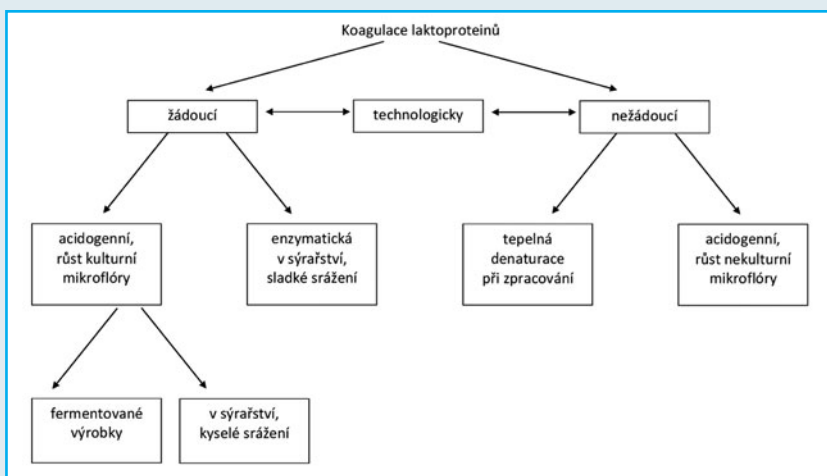 Koagulace laktoproteinů
žádoucí
technologicky
nežádoucí
acidogenní,
růst kulturní
mikroflóry
enzymatická
v sýrařství,
sladké srážení
tepelná
denaturace
při zpracování
acidogenní,
růst nekulturní
mikroflóry
fermentované
výrobky
v sýrařství,
kyselé srážení